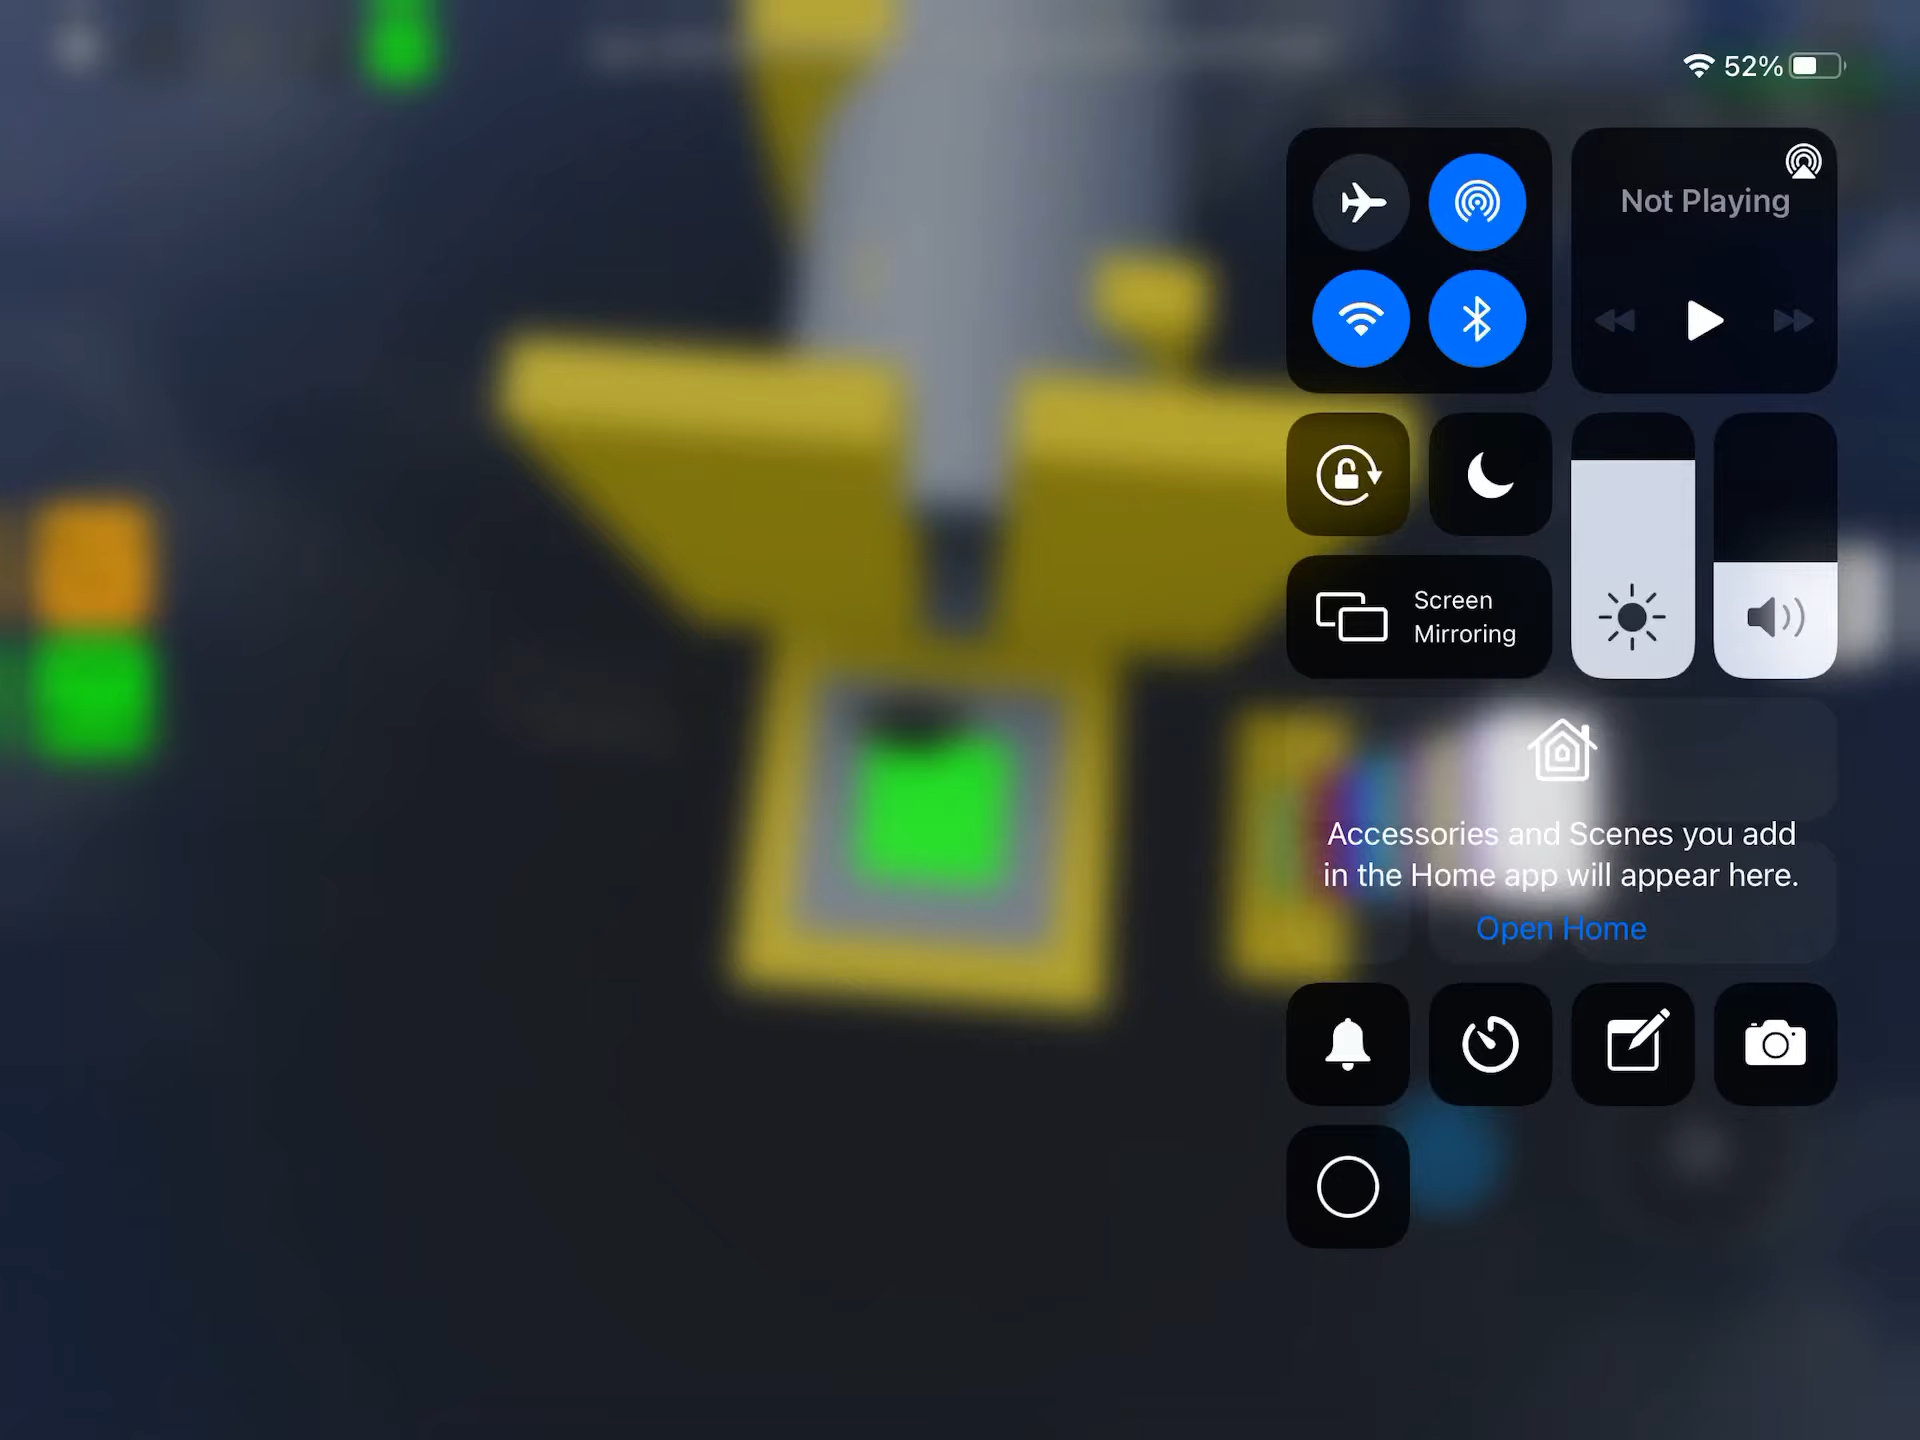 52%
Not Playing
Screen
Mirroring
Accessories and Scenes you add
in the Home app will appear here.
Open Home